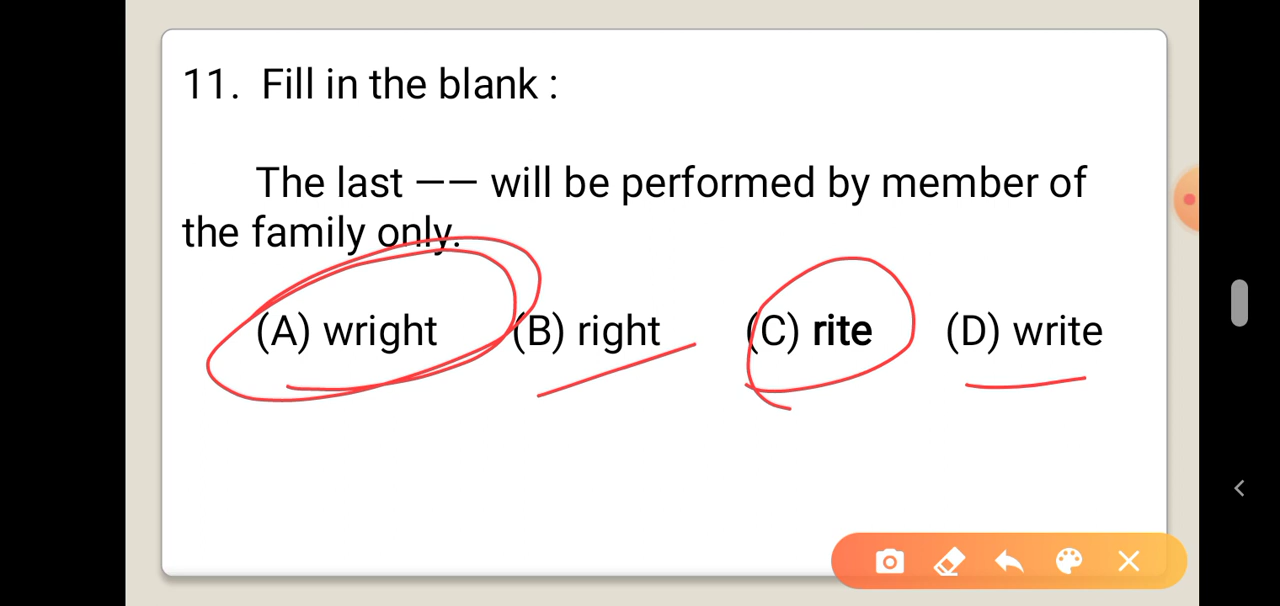 11. Fill in the blank :
The last —— will be performed by member of
the family only.
(A) wright (B) right (C) rite (D) write